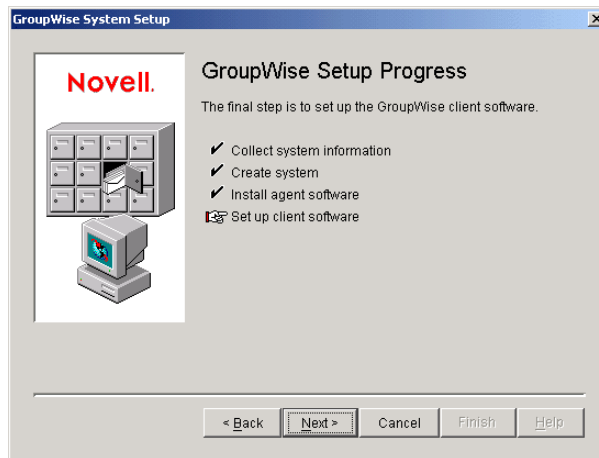 GroupWise System Setup
Novell.
GroupWise Setup Progress
The final step is to set up the GroupWise client software.
Collect system information
Create system
Install agent software
Set up client software
< Back
Next >
Cancel
Finish
Help